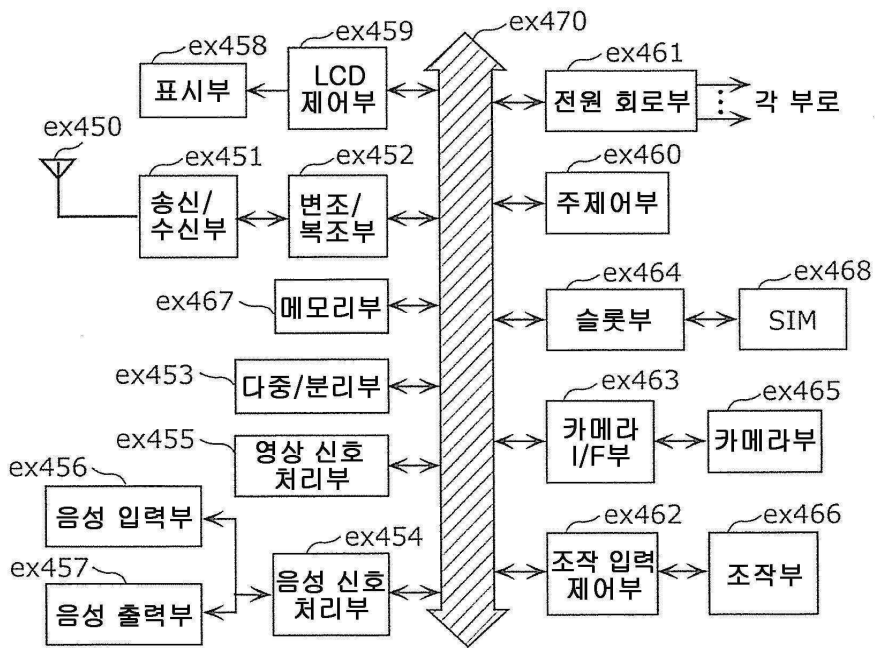 ex470
ex459
ex458
LCD
제어부
표시부
ex461
전원 회로부
각 부로
ex450
ex451
송신/
수신부
ex452
변조/
복조부
ex460
주제어부
ex467
메모리부
ex464
슬롯부
ex468
SIM
ex453
다중/분리부
ex463
카메라
I/F부
ex465
카메라부
ex455
영상 신호
처리부
ex456
음성 입력부
ex454
음성 신호
처리부
ex457
음성 출력부
ex462
조작 입력
제어부
ex466
조작부